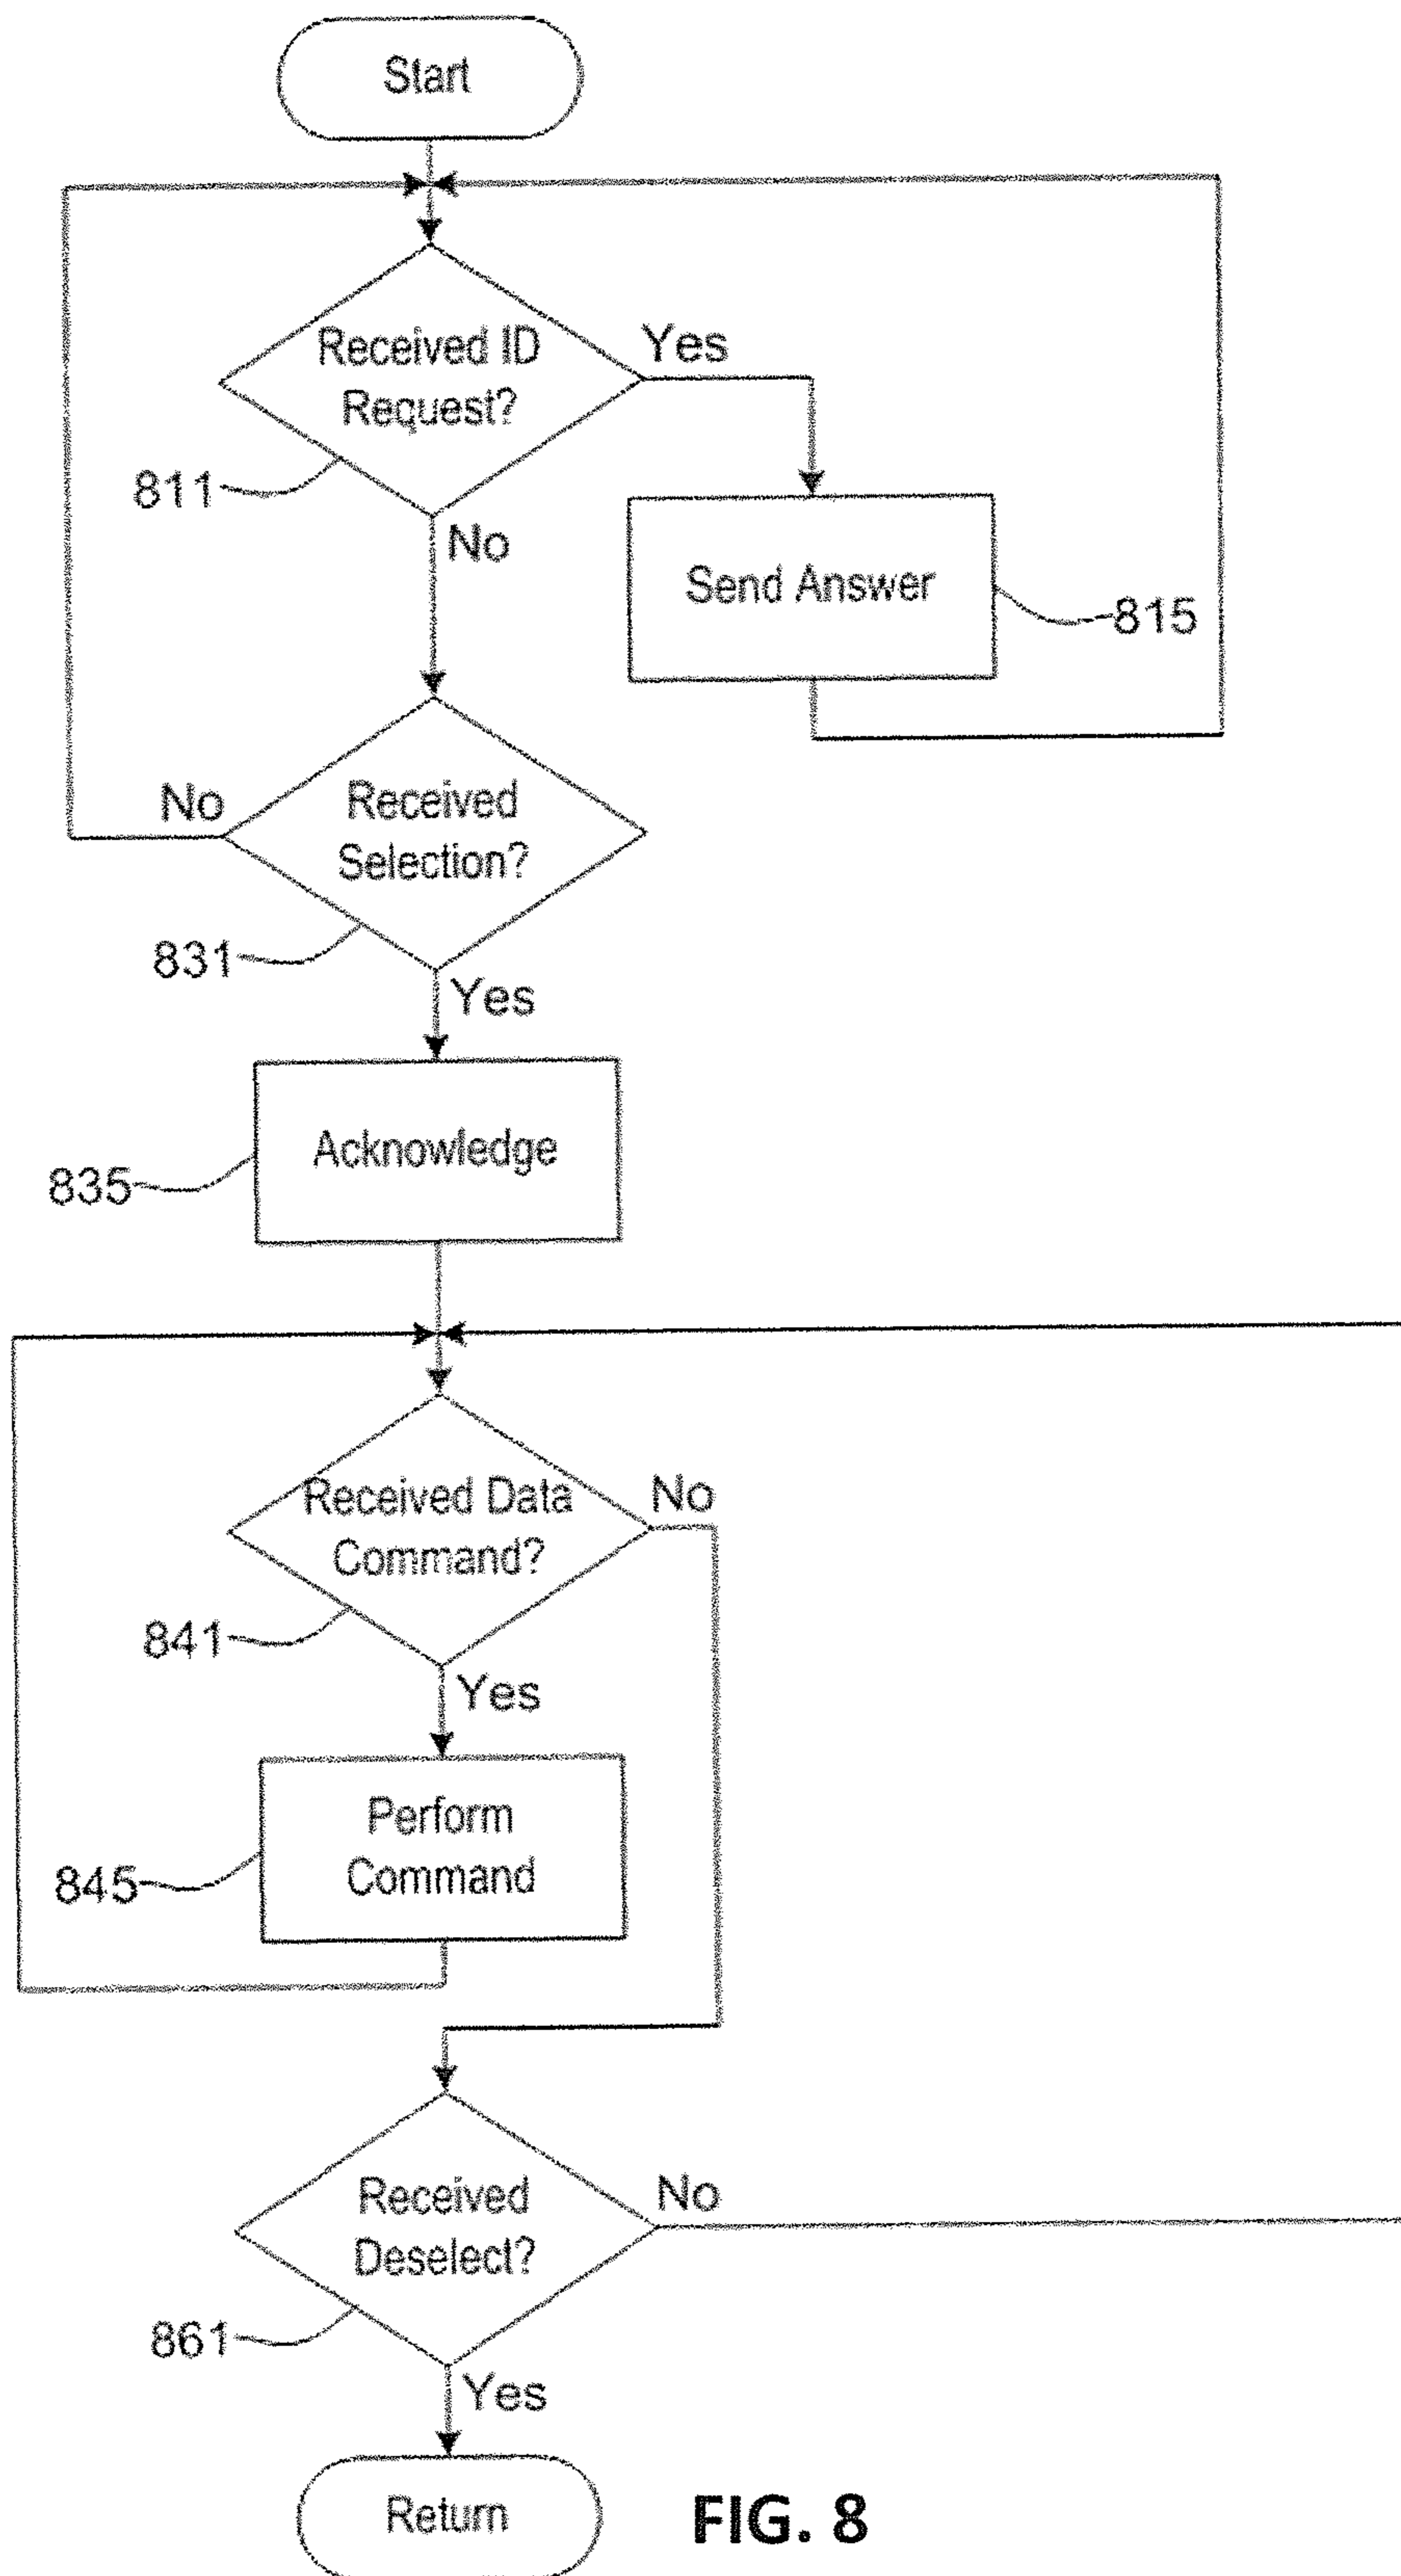 Start
Received ID
Request?
Yes
811
No
Send Answer
815
No
Received
Selection?
831
Yes
Acknowledge
835
Received Data
Command?
No
841
Yes
Perform
Command
845
Received
Deselect?
No
861
Yes
Return
FIG. 8